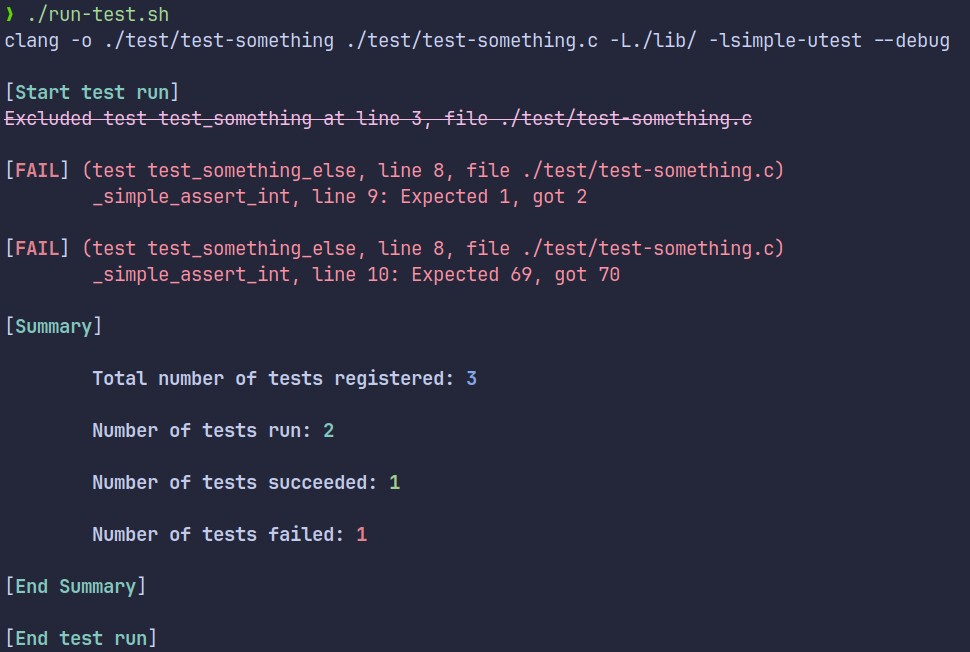 ❯ ./run-test.sh
clang -o ./test/test-something ./test/test-something.c -L./lib/ -lsimple-utest --debug
[Start test run]
Excluded test test_something at line 3, file ./test/test-something.c
[FAIL] (test test_something_else, line 8, file ./test/test-something.c)
_simple_assert_int, line 9: Expected 1, got 2
[FAIL] (test test_something_else, line 8, file ./test/test-something.c)
_simple_assert_int, line 10: Expected 69, got 70
[Summary]
Total number of tests registered: 3
Number of tests run: 2
Number of tests succeeded: 1
Number of tests failed: 1
[End Summary]
[End test run]